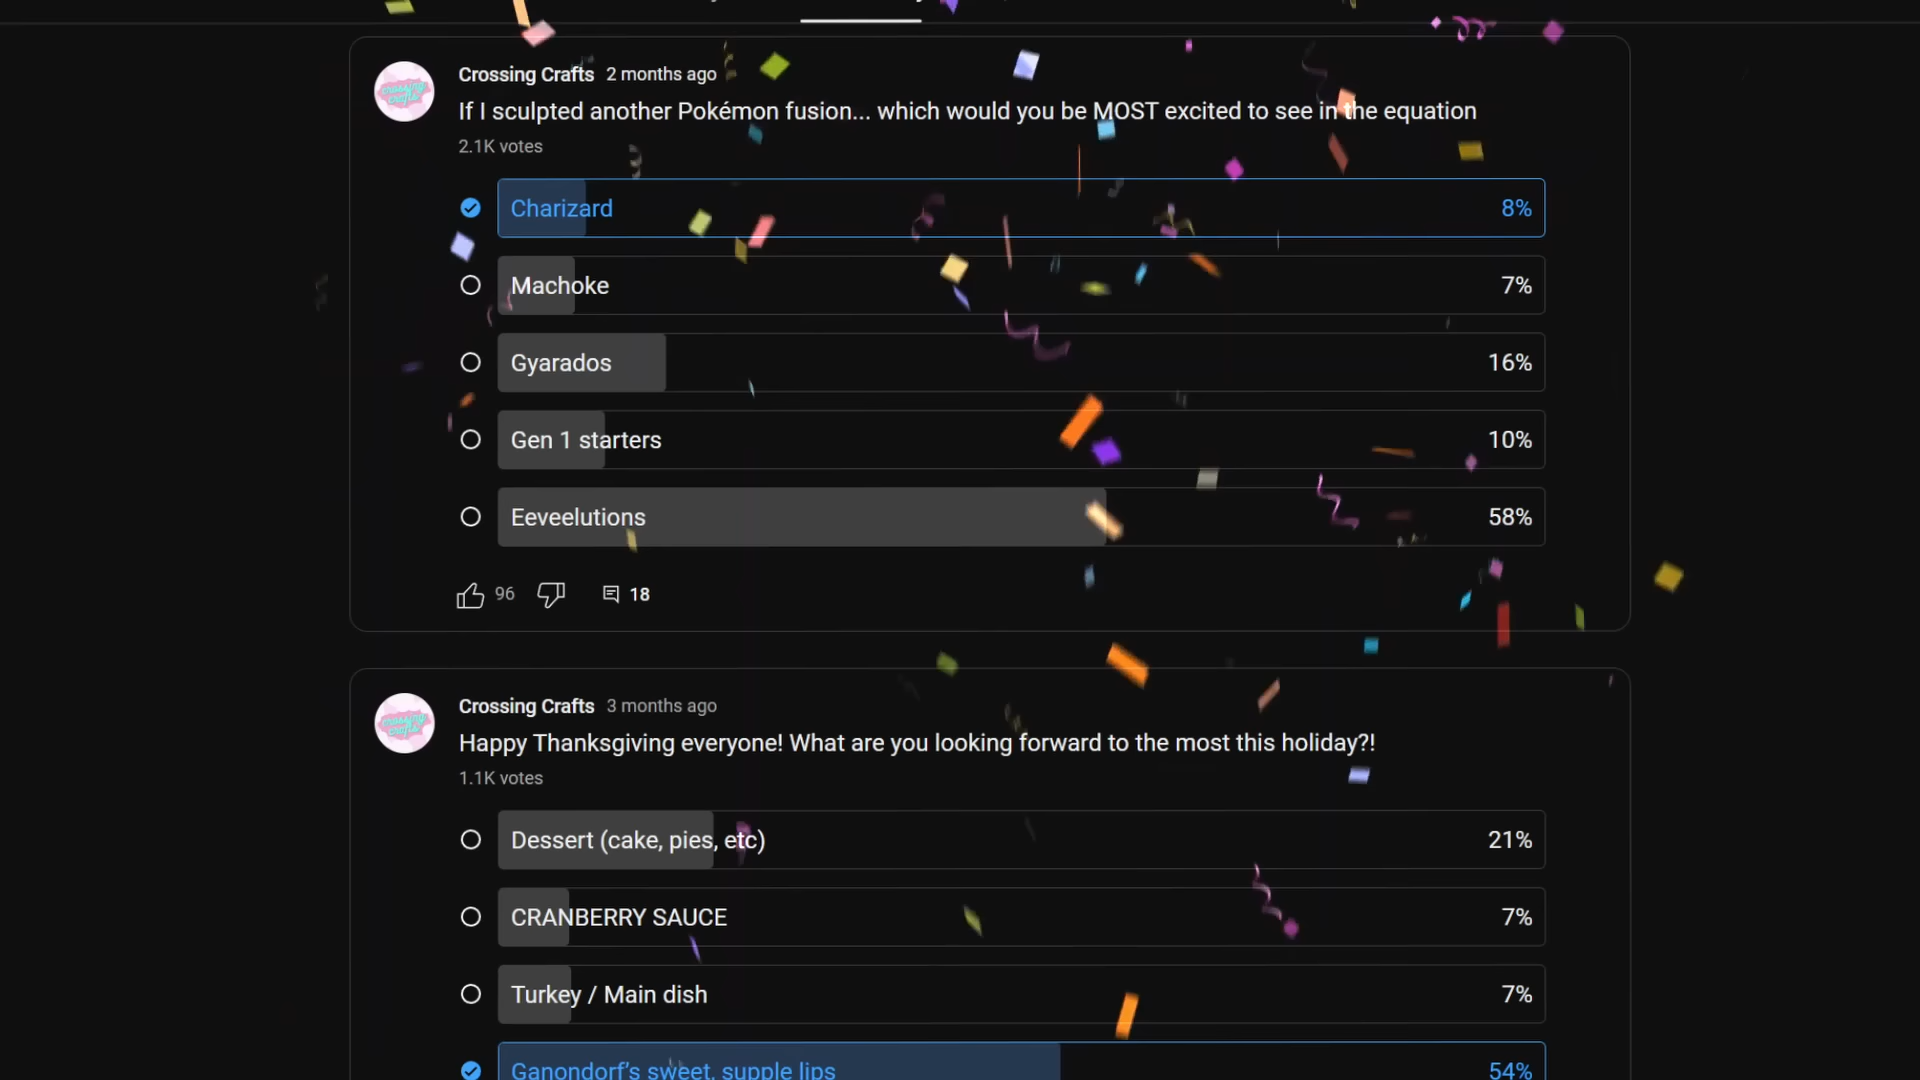 Crossing Crafts 2 months ago
If I sculpted another Pokémon fusion... which would you be MOST excited to see in the equation
2.1K votes
Charizard 8%
Machoke 7%
Gyarados 16%
Gen 1 starters 10%
Eeveelutions 58%
96 18
Crossing Crafts 3 months ago
Happy Thanksgiving everyone! What are you looking forward to the most this holiday?!
1.1K votes
Dessert (cake, pies, etc) 21%
CRANBERRY SAUCE 7%
Turkey / Main dish 7%
Ganondorf's sweet, supple lips 54%